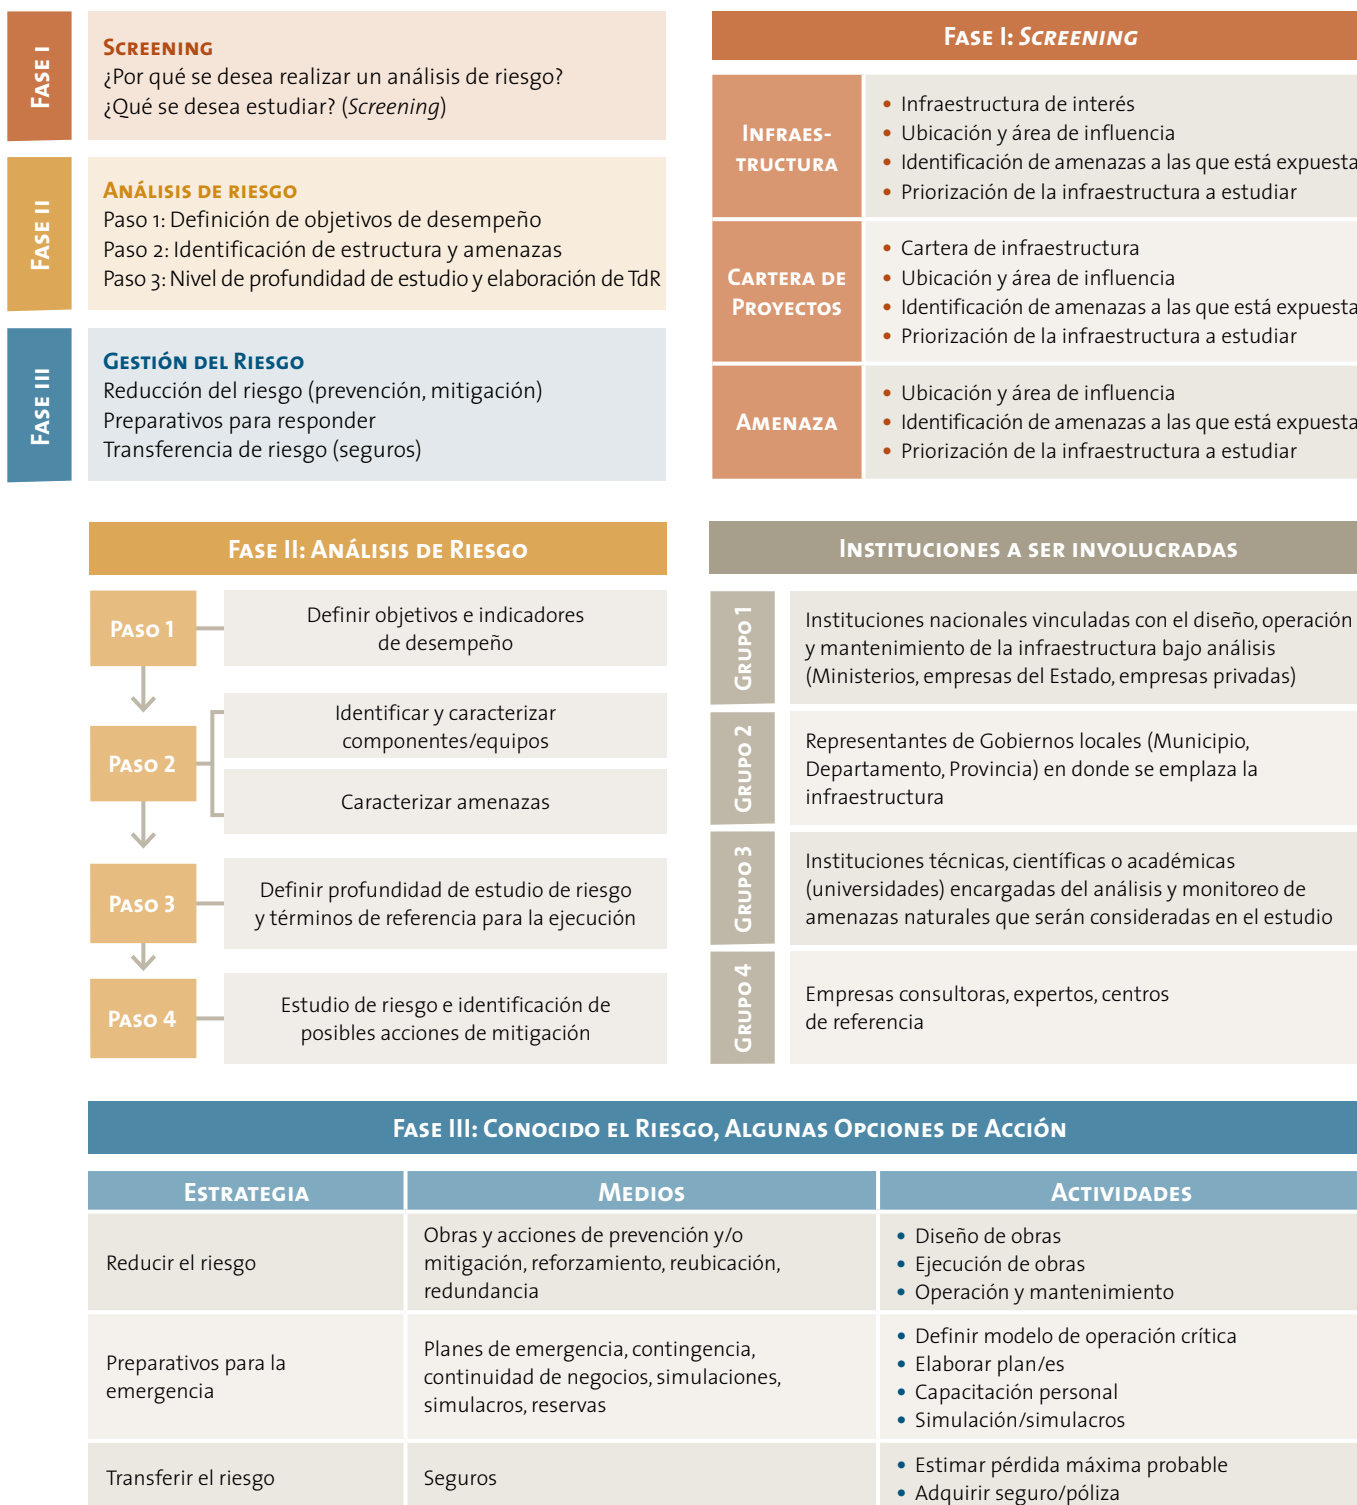 FASE I
SCREENING
¿Por qué se desea realizar un análisis de riesgo?
¿Qué se desea estudiar? (Screening)
FASE II
ANÁLISIS DE RIESGO
Paso 1: Definición de objetivos de desempeño
Paso 2: Identificación de estructura y amenazas
Paso 3: Nivel de profundidad de estudio y elaboración de TdR
FASE III
GESTIÓN DEL RIESGO
Reducción del riesgo (prevención, mitigación)
Preparativos para responder
Transferencia de riesgo (seguros)
FASE I: SCREENING
INFRAES-
TRUCTURA
• Infraestructura de interés
• Ubicación y área de influencia
• Identificación de amenazas a las que está expuesta
• Priorización de la infraestructura a estudiar
CARTERA DE
PROYECTOS
• Cartera de infraestructura
• Ubicación y área de influencia
• Identificación de amenazas a las que está expuesta
• Priorización de la infraestructura a estudiar
AMENAZA
• Ubicación y área de influencia
• Identificación de amenazas a las que está expuesta
• Priorización de la infraestructura a estudiar
FASE II: ANÁLISIS DE RIESGO
PASO 1
Definir objetivos e indicadores
de desempeño
PASO 2
Identificar y caracterizar
componentes/equipos
Caracterizar amenazas
PASO 3
Definir profundidad de estudio de riesgo
y términos de referencia para la ejecución
PASO 4
Estudio de riesgo e identificación de
posibles acciones de mitigación
INSTITUCIONES A SER INVOLUCRADAS
GRUPO 1
Instituciones nacionales vinculadas con el diseño, operación
y mantenimiento de la infraestructura bajo análisis
(Ministerios, empresas del Estado, empresas privadas)
GRUPO 2
Representantes de Gobiernos locales (Municipio,
Departamento, Provincia) en donde se emplaza la
infraestructura
GRUPO 3
Instituciones técnicas, científicas o académicas
(universidades) encargadas del análisis y monitoreo de
amenazas naturales que serán consideradas en el estudio
GRUPO 4
Empresas consultoras, expertos, centros
de referencia
FASE III: CONOCIDO EL RIESGO, ALGUNAS OPCIONES DE ACCIÓN
ESTRATEGIA
MEDIOS
ACTIVIDADES
Reducir el riesgo
Obras y acciones de prevención y/o
mitigación, reforzamiento, reubicación,
redundancia
• Diseño de obras
• Ejecución de obras
• Operación y mantenimiento
Preparativos para la
emergencia
Planes de emergencia, contingencia,
continuidad de negocios, simulaciones,
simulacros, reservas
• Definir modelo de operación crítica
• Elaborar plan/es
• Capacitación personal
• Simulación/simulacros
Transferir el riesgo
Seguros
• Estimar pérdida máxima probable
• Adquirir seguro/póliza